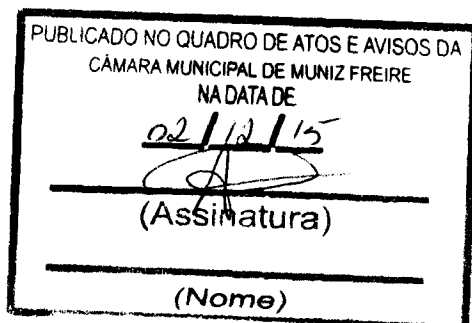 PUBLICADO NO QUADRO DE ATOS E AVISOS DA
CÂMARA MUNICIPAL DE MUNIZ FREIRE
NA DATA DE
02/12/15
(Assinatura)
(Nome)